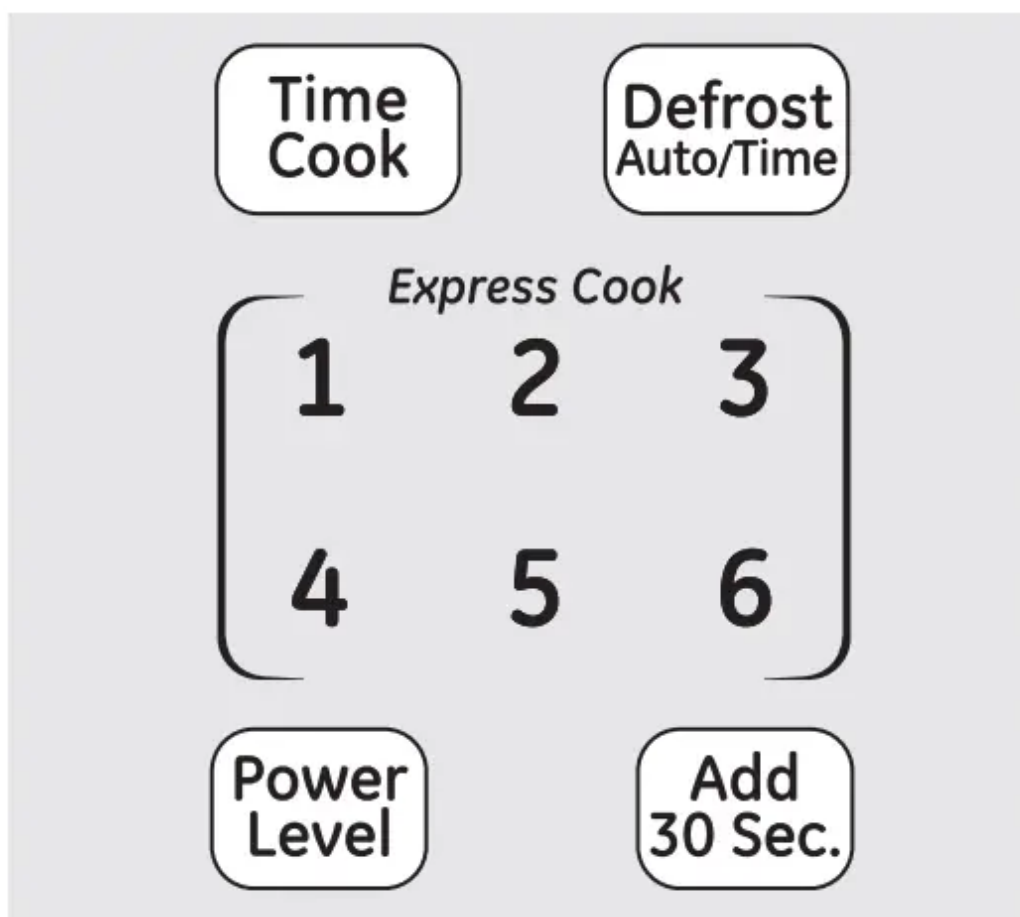 Time
Cook
Defrost
Auto/Time
Express Cook
1 2 3
4 5 6
Power
Level
Add
30 Sec.